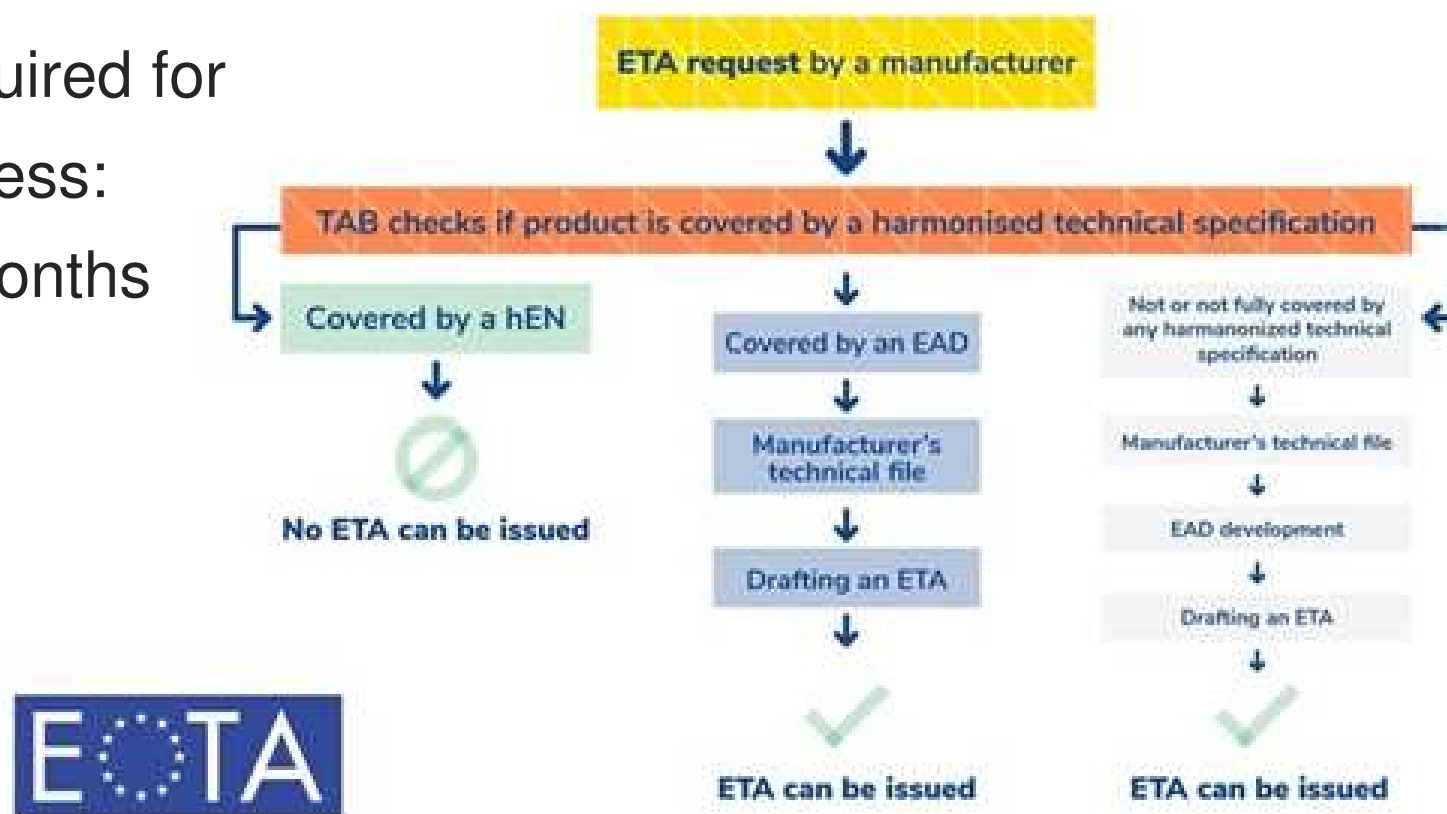 uired for
ess:
onths
ETA request by a manufacturer
TAB checks if product is covered by a harmonised technical specification
Covered by a hEN
No ETA can be issued
Covered by an EAD
Manufacturer's
technical file
Drafting an ETA
ETA can be issued
Not or not fully covered by
any harmanonized technical
specification
Manufacturer's technical file
EAD development
Drafting an ETA
ETA can be issued
EOTA